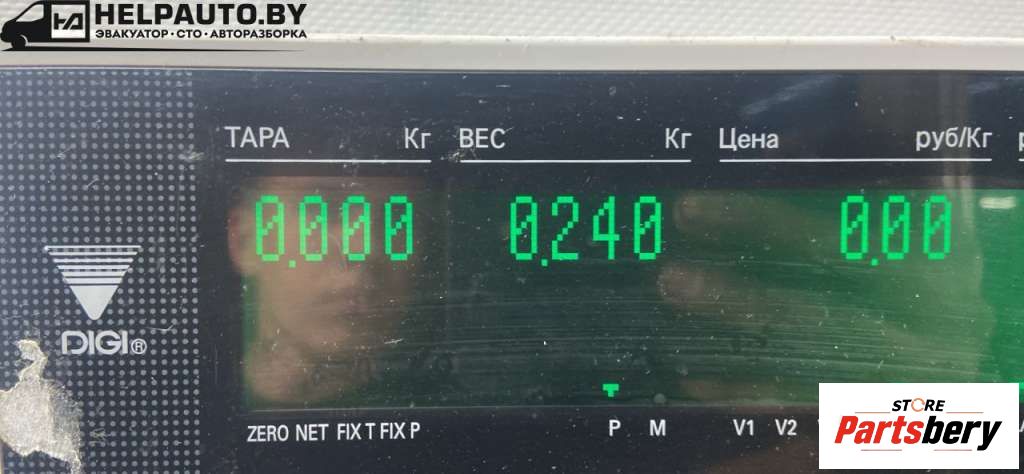 HELPAUTO.BY
ЭВАКУАТОР • СТО • АВТОРАЗБОРКА
ТАРА Кг ВЕС Кг Цена руб/Кг
0.000 0.240 0.00
DIGI®
ZERO NET FIX T FIX P P M V1 V2
STORE
Partsbery